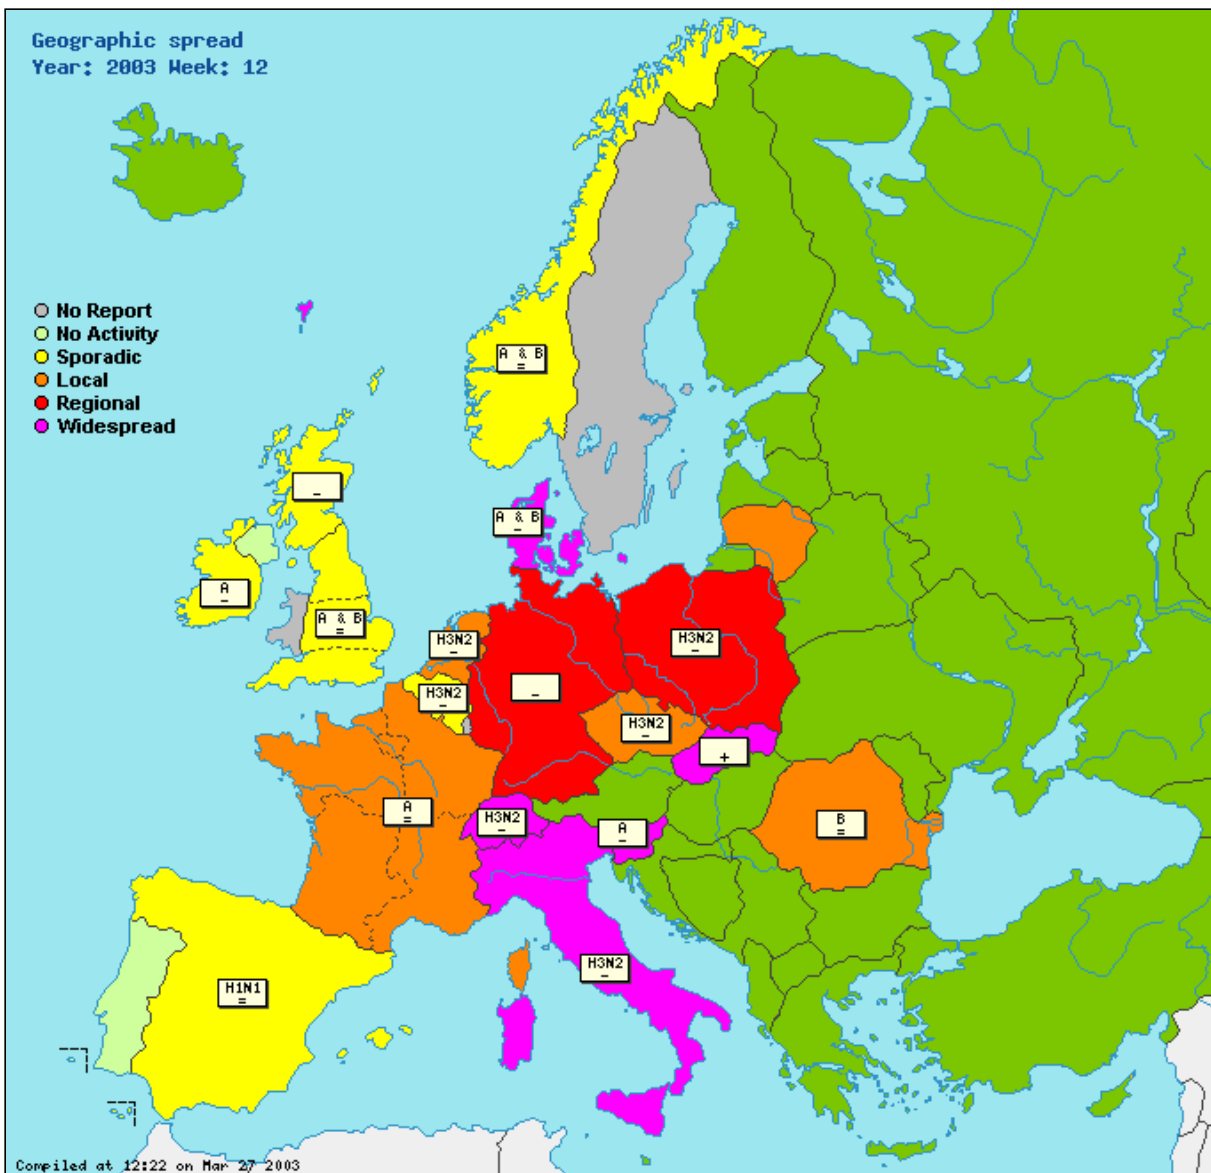 Geographic spread
Year: 2003 Week: 12
No Report
No Activity
Sporadic
Local
Regional
Widespread
A & B
=
-
A & B
-
A
-
A & B
=
H3N2
-
H3N2
-
H3N2
-
-
H3N2
-
+
A
=
H3N2
-
A
-
B
=
H3N2
-
H1N1
=
Compiled at 12:22 on Mar 27 2003